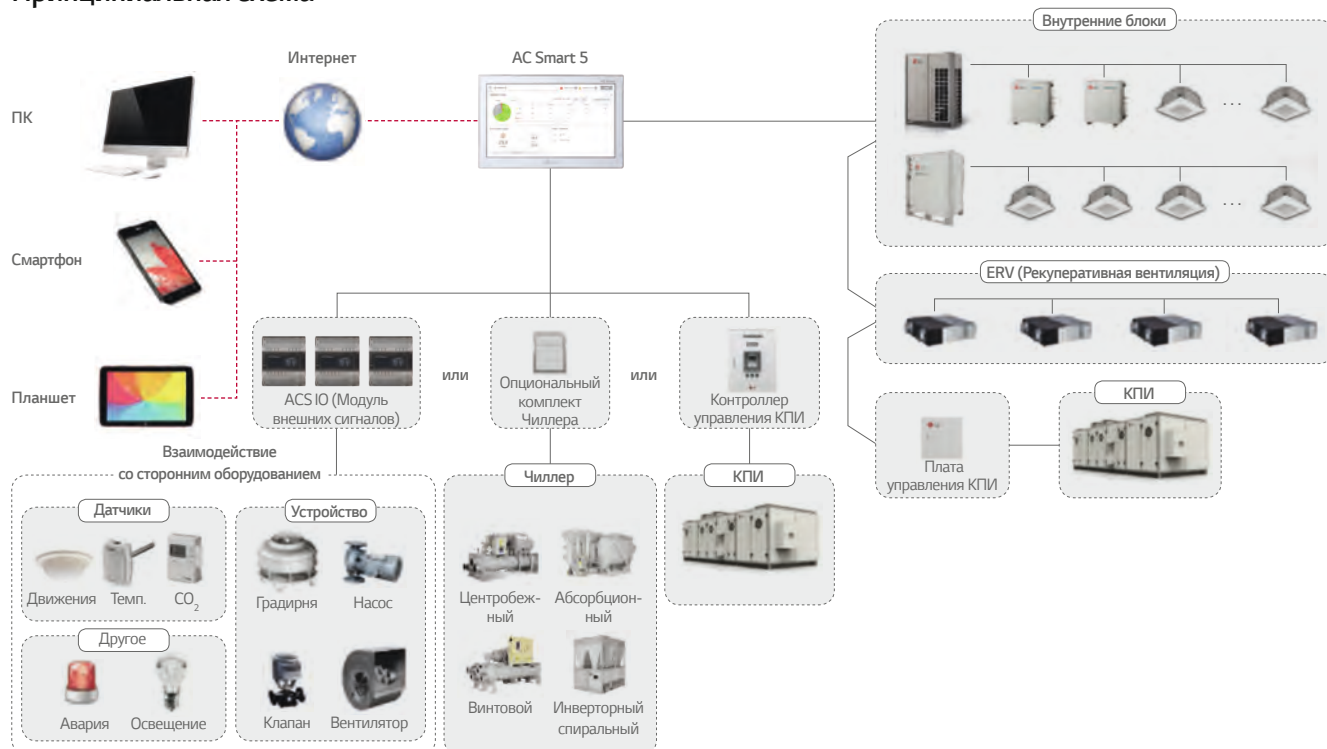 Принципиальная схема
Внутренние блоки
Интернет
AC Smart 5
ПК
Смартфон
ERV (Рекуперативная вентиляция)
Планшет
ACS IO (Модуль
внешних сигналов)
или
Опциональный
комплект
Чиллера
или
Контроллер
управления КПИ
Плата
управления КПИ
КПИ
Взаимодействие
со сторонним оборудованием
Датчики
Движения
Темп.
CO2
Другое
Авария
Освещение
Устройство
Градирня
Насос
Клапан
Вентилятор
Чиллер
Центробеж-
ный
Абсорбцион-
ный
Винтовой
Инверторный
спиральный
КПИ